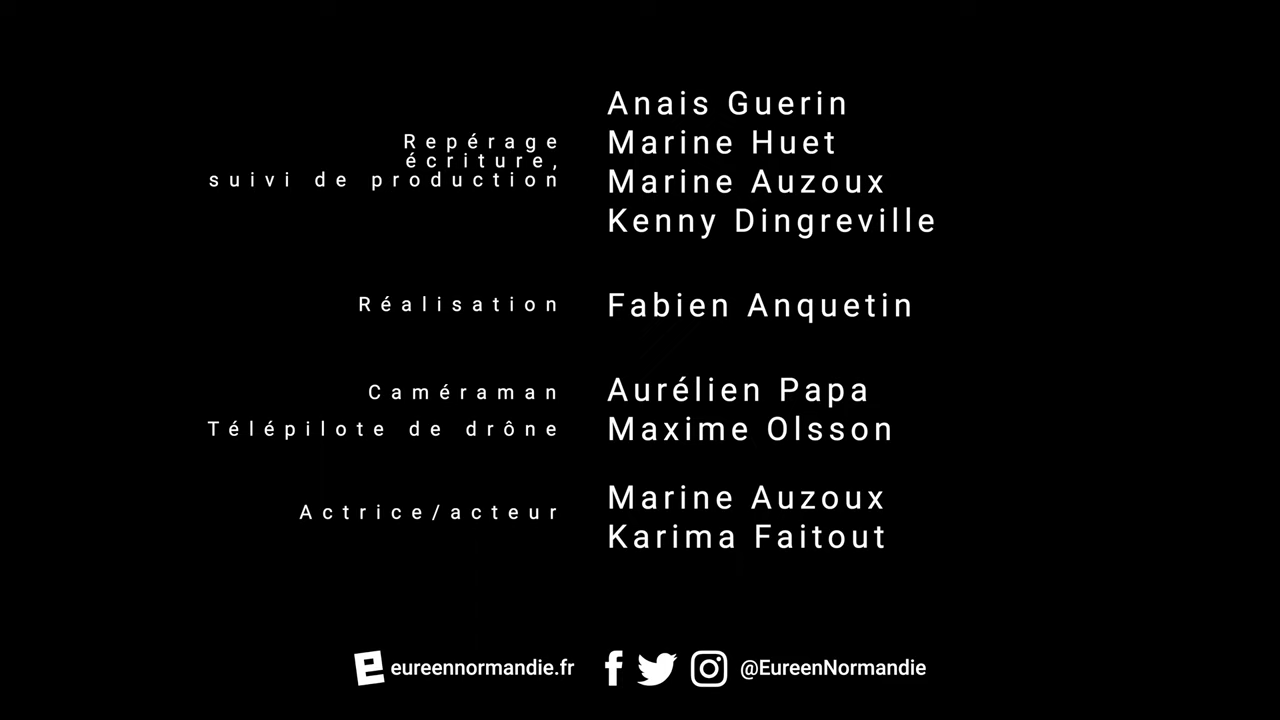 Repérage
écriture,
suivi de production
Anais Guerin
Marine Huet
Marine Auzoux
Kenny Dingreville
Réalisation
Fabien Anquetin
Caméraman
Aurélien Papa
Télépilote de drône
Maxime Olsson
Actrice/acteur
Marine Auzoux
Karima Faitout
eureennormandie.fr
@EureenNormandie